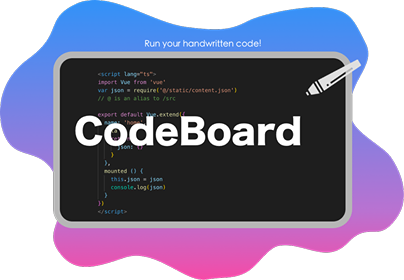 Run your handwritten code!
<script lang="ts">
import Vue from 'vue'
var json = require('@/static/content.json')
// @ is an alias to /src
export default Vue.extend({
CodeBoard
json: {}
}
},
mounted () {
this.json = json
console.log(json)
}
})
</script>